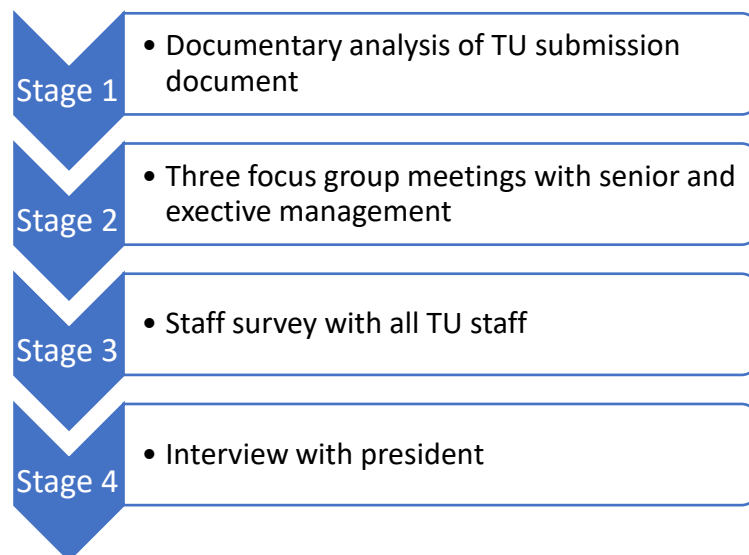 Stage 1
• Documentary analysis of TU submission
document
Stage 2
• Three focus group meetings with senior and
exective management
Stage 3
• Staff survey with all TU staff
Stage 4
• Interview with president